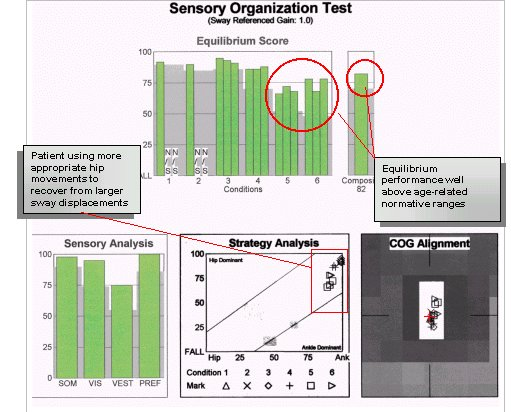 Sensory Organization Test
(Sway Referenced Gain: 1.0)
Equilibrium Score
100
75
50
25
FALL
N/S N/S
N/S N/S
1 2 3 4 5 6
Conditions
Composite
82
Patient using more
appropriate hip
movements to
recover from larger
sway displacements
Equilibrium
performance well
above age-related
normative ranges
Sensory Analysis
100
75
50
25
0
SOM VIS VEST PREF
Strategy Analysis
100
Hip Dominant
75
50
25
FALL
Ankle Dominant
Hip 25 50 75 Ank
Condition 1 2 3 4 5 6
Mark
COG Alignment